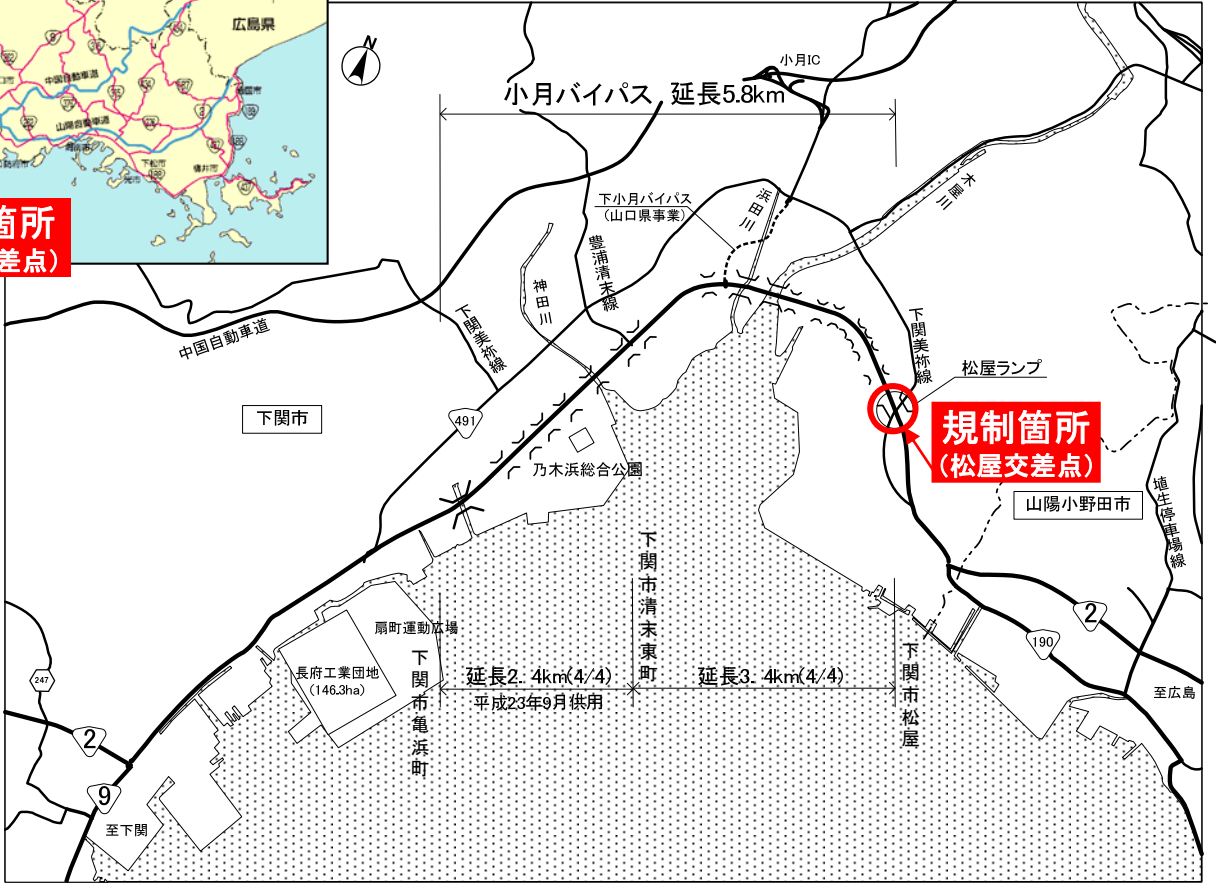 広島県
中国自動車道
山陽自動車道
下松市
光市
柳井市
箇所
差点)
N
小月IC
小月バイパス 延長5.8km
木屋川
下小月バイパス
(山口県事業)
浜田川
豊浦清末線
神田川
下関美祢線
中国自動車道
下関美祢線
松屋ランプ
下関市
491
規制箇所
(松屋交差点)
乃木浜総合公園
山陽小野田市
埴生停車場線
下関市清末東町
2
190
扇町運動広場
長府工業団地
(146.3ha)
下関市亀浜町
延長2.4km(4/4)
平成23年9月供用
延長3.4km(4/4)
下関市松屋
247
至広島
2
9
至下関